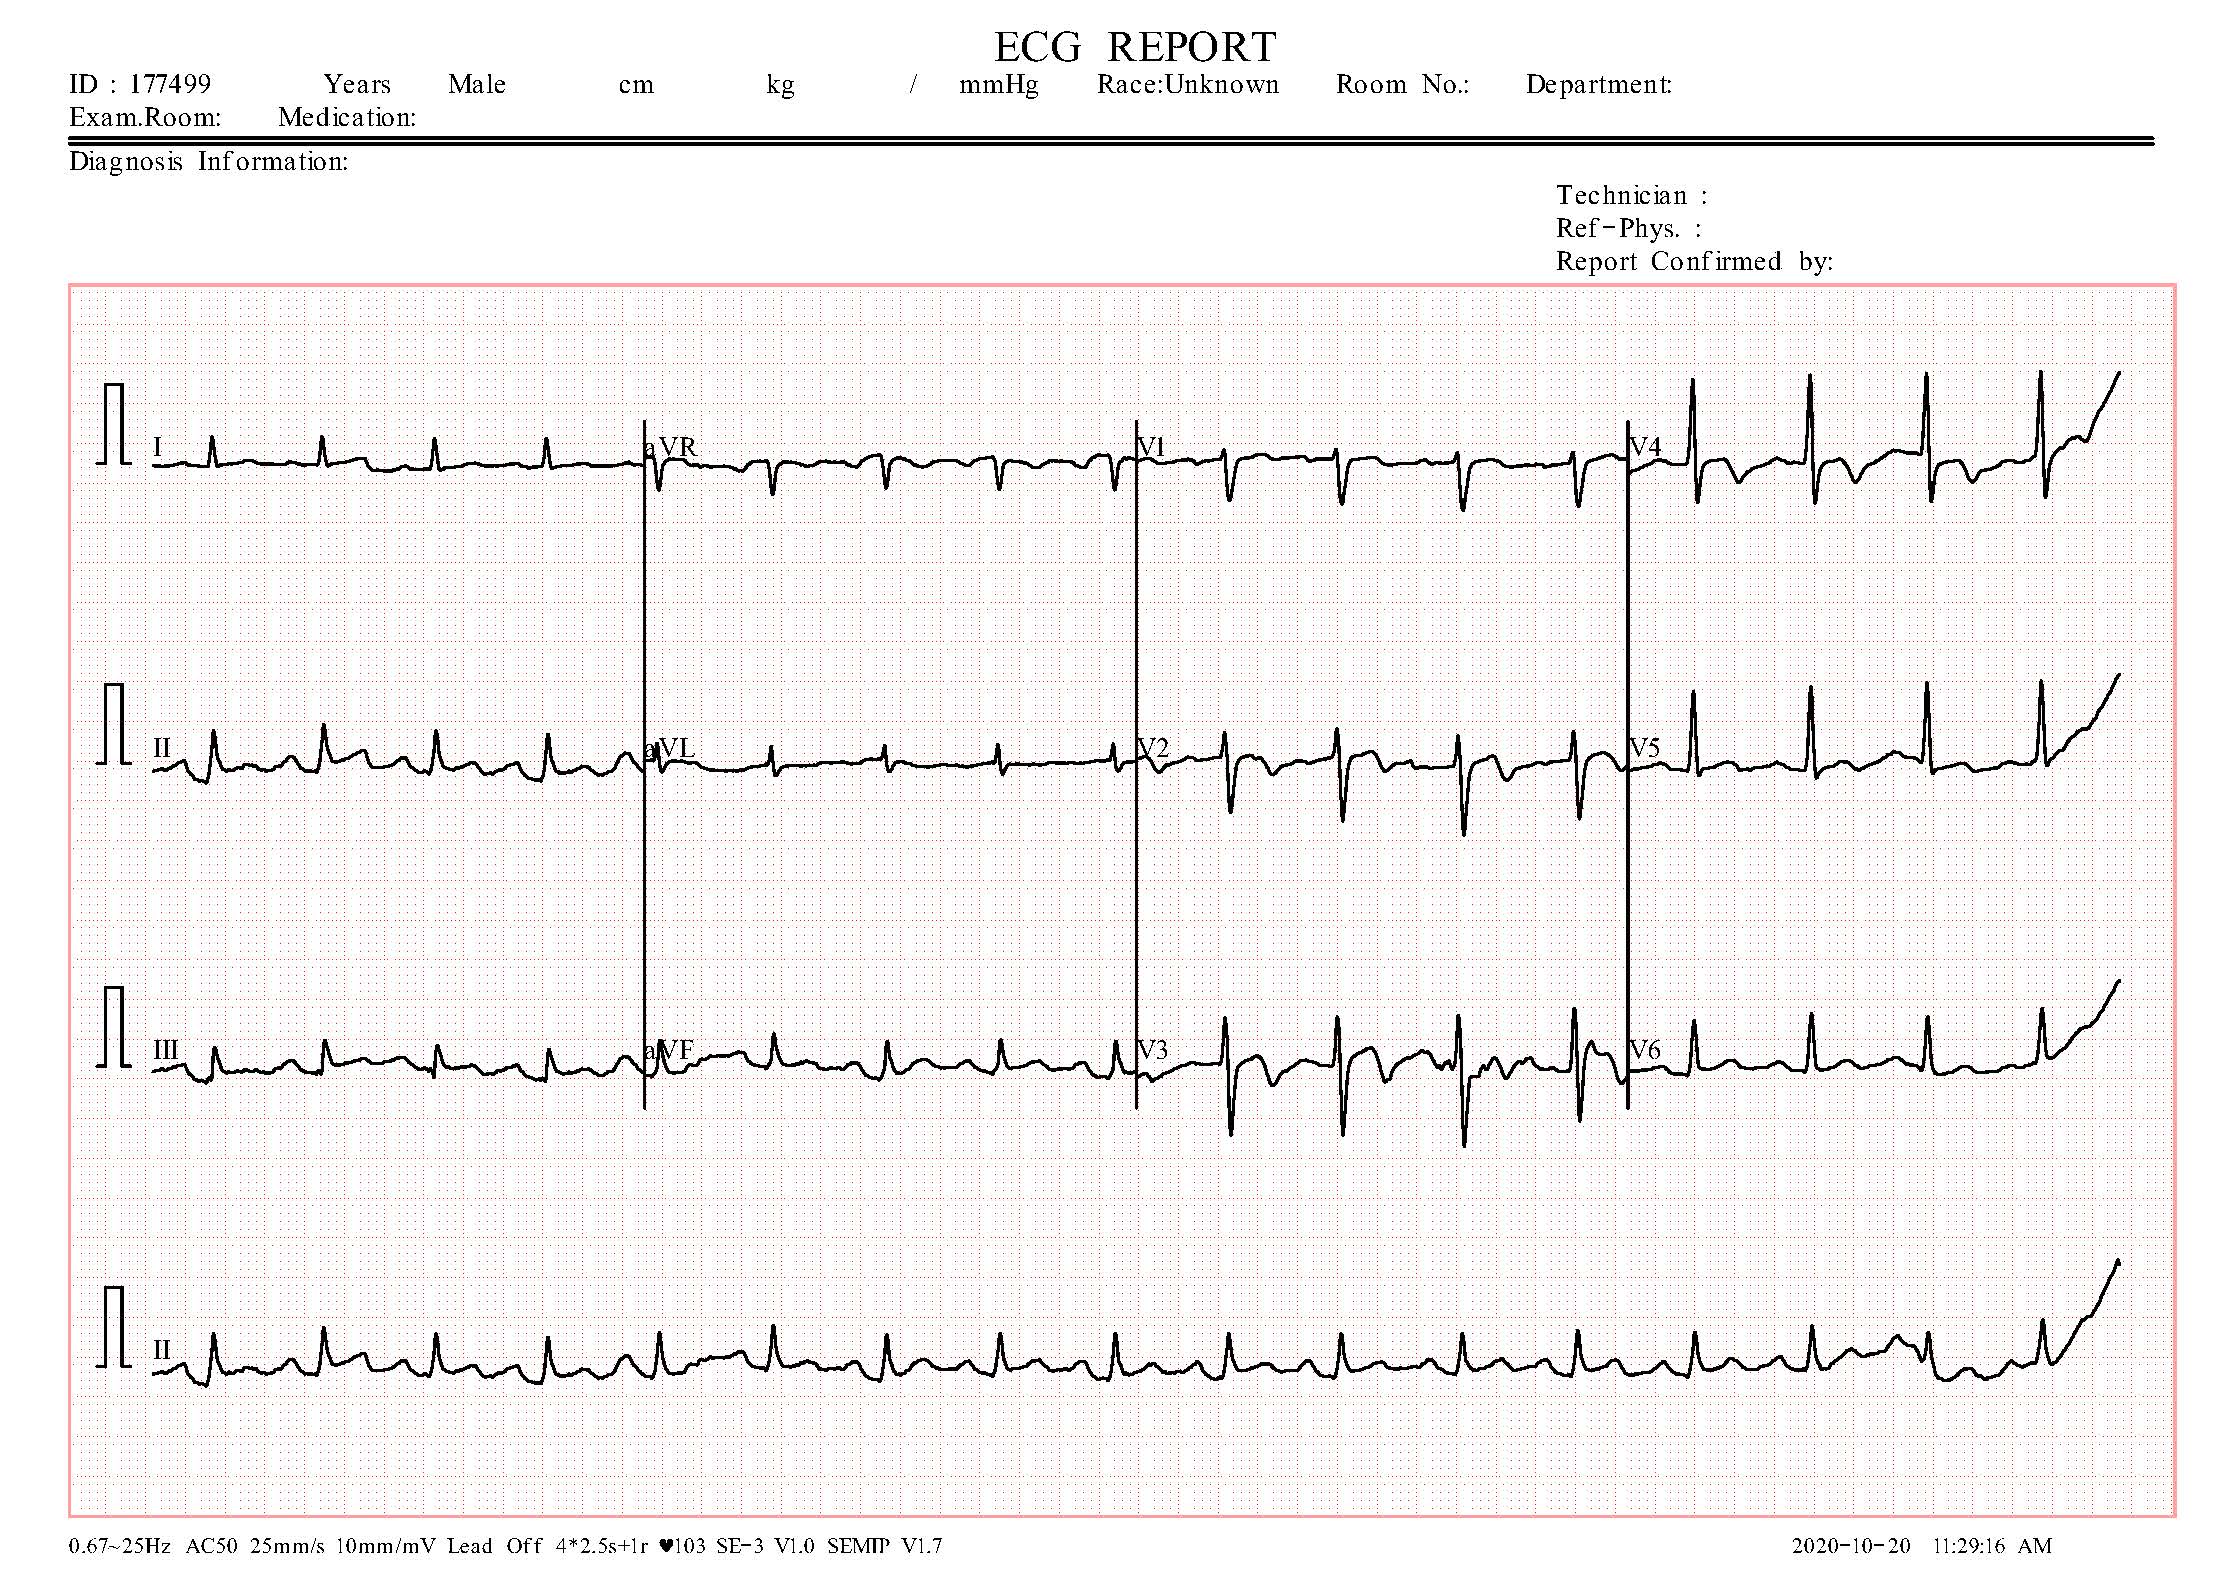 ECG REPORT
ID : 177499 Years Male cm kg / mmHg Race:Unknown Room No.: Department:
Exam.Room: Medication:
Diagnosis Information:
Technician :
Ref-Phys. :
Report Confirmed by:
I aVR V1 V4
II aVL V2 V5
III aVF V3 V6
II
0.67~25Hz AC50 25mm/s 10mm/mV Lead Off 4*2.5s+1r ♥103 SE-3 V1.0 SEMIP V1.7 2020-10-20 11:29:16 AM